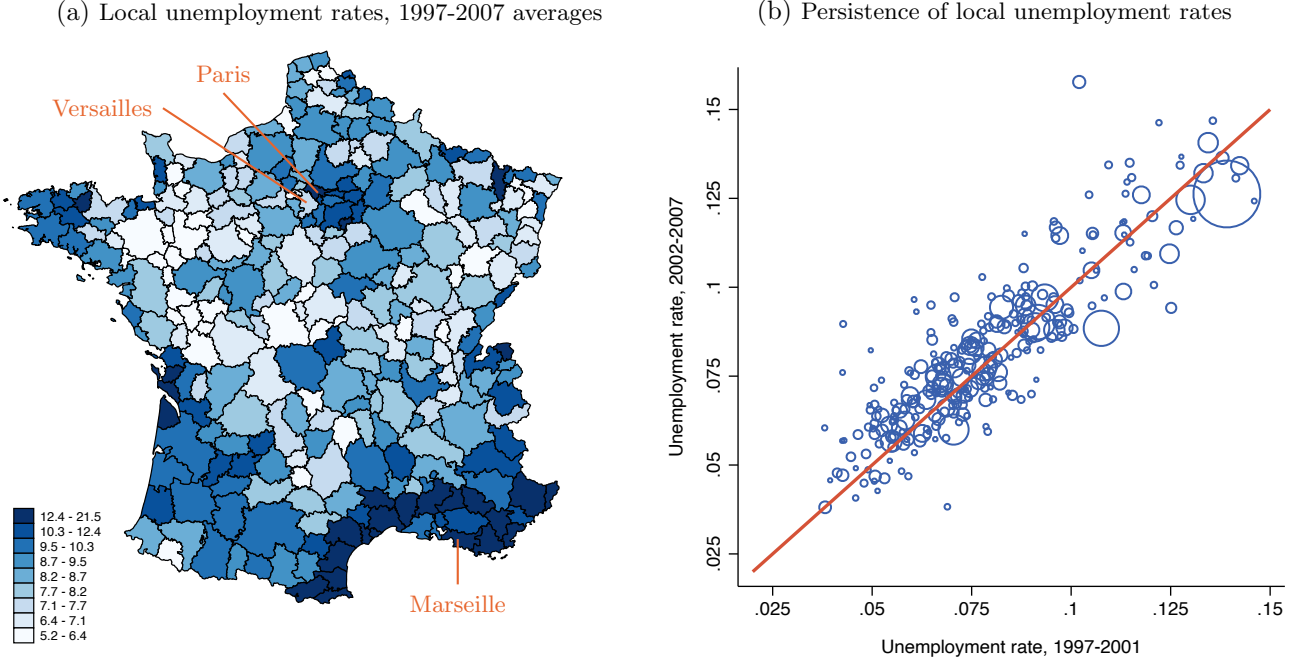 (a) Local unemployment rates, 1997-2007 averages
Paris
Versailles
Marseille
12.4 - 21.5
10.3 - 12.4
9.5 - 10.3
8.7 - 9.5
8.2 - 8.7
7.7 - 8.2
7.1 - 7.7
6.4 - 7.1
5.2 - 6.4
(b) Persistence of local unemployment rates
Unemployment rate, 2002-2007
.15
.125
.1
.075
.05
.025
.025
.05
.075
.1
.125
.15
Unemployment rate, 1997-2001